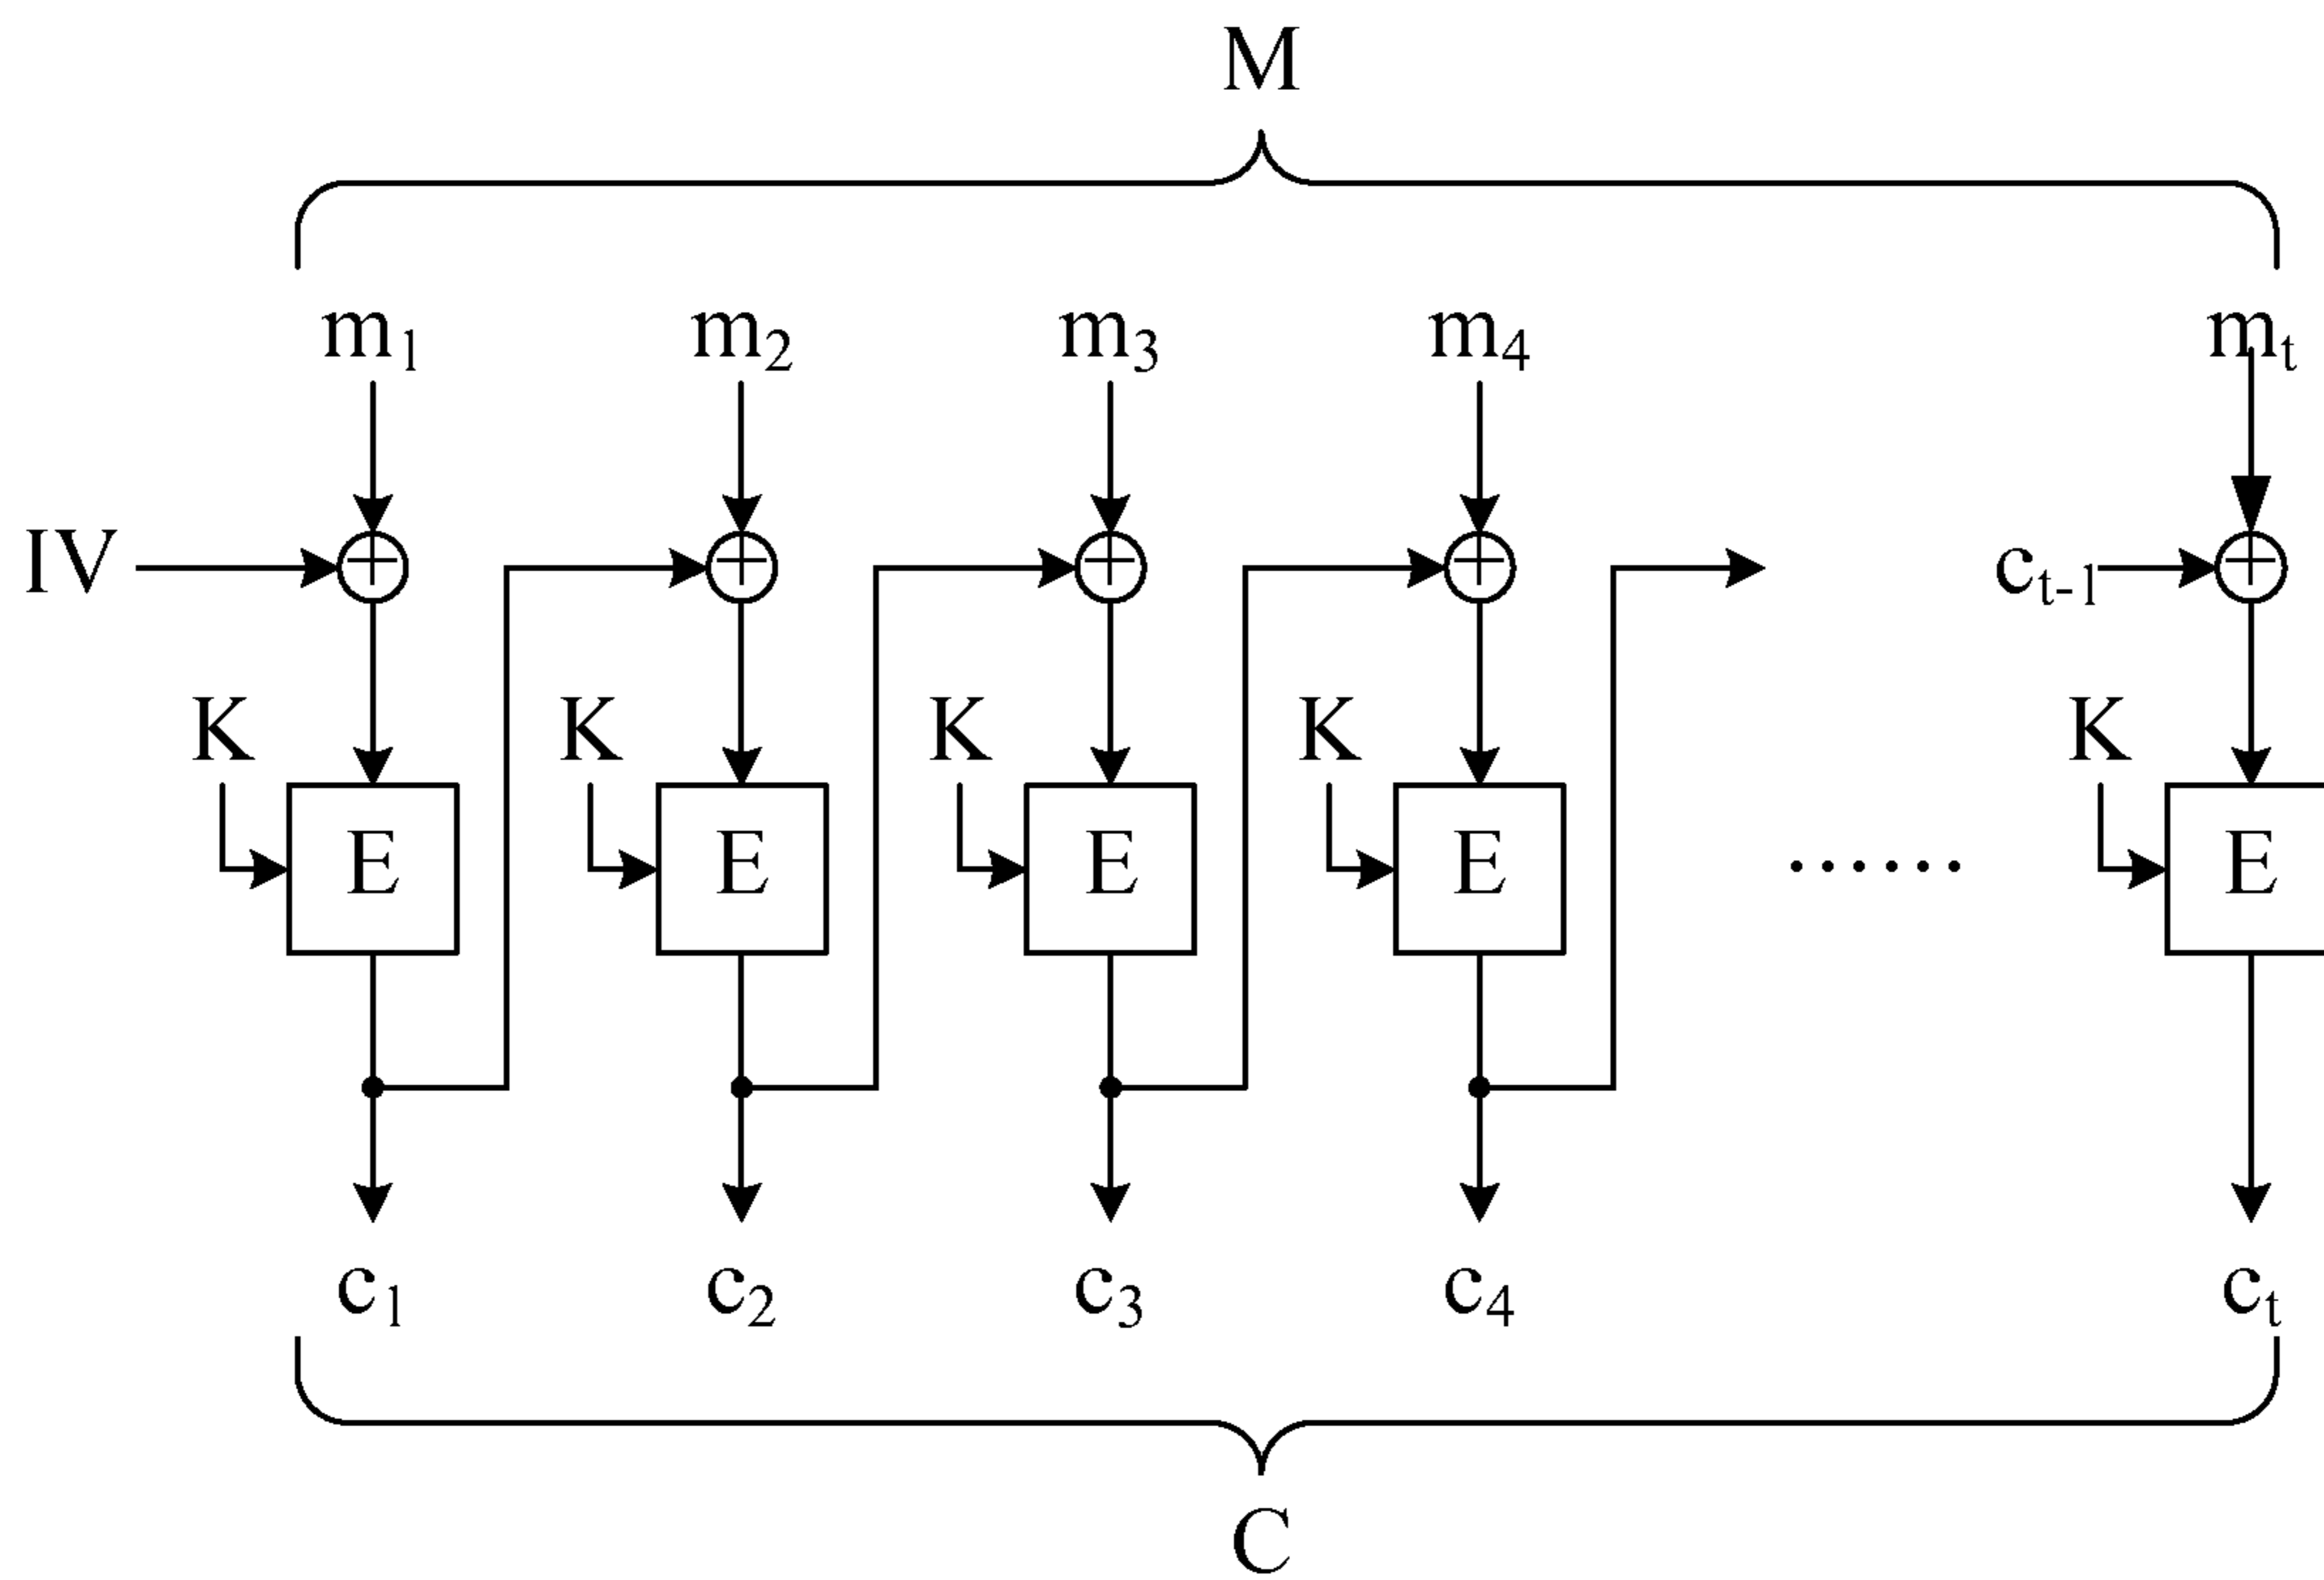 M
m1 m2 m3 m4 mt
IV ct-1
K K K K K
E E E E ...... E
c1 c2 c3 c4 ct
C